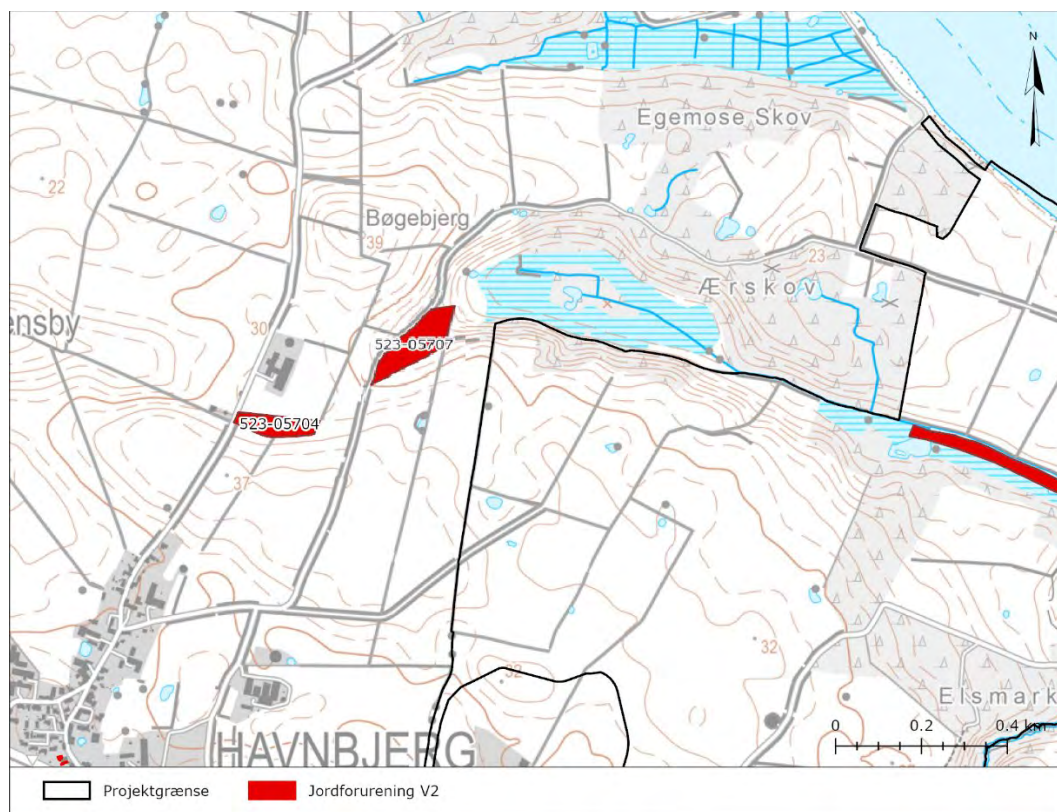 N
Egemose Skov
22
Bøgebjerg
39
23
Ærskov
ensby
30
523-05707
523-05704
37
32
32
Elsmark
0 0.2 0.4 km
HAVNBJERG
Projektgrænse Jordforurening V2